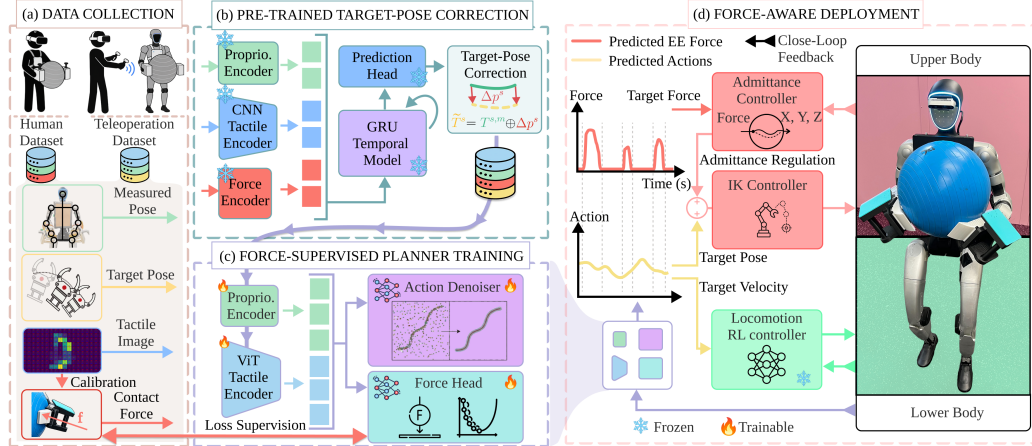 (a) DATA COLLECTION
Human
Dataset
Teleoperation
Dataset
Measured
Pose
Target Pose
Tactile
Image
Calibration
Contact
Force
f
(b) PRE-TRAINED TARGET-POSE CORRECTION
Proprio.
Encoder
CNN
Tactile
Encoder
Force
Encoder
Prediction
Head
GRU
Temporal
Model
Target-Pose
Correction
Δpˢ
T̃ˢ= Tˢ,ᵐ⊕Δpˢ
(c) FORCE-SUPERVISED PLANNER TRAINING
Proprio.
Encoder
ViT
Tactile
Encoder
Action Denoiser
Force Head
F
Loss Supervision
(d) FORCE-AWARE DEPLOYMENT
Predicted EE Force
Predicted Actions
Close-Loop
Feedback
Force
Target Force
Time (s)
Admittance
Controller
Force
X, Y, Z
Admittance Regulation
IK Controller
Action
Target Pose
Target Velocity
Locomotion
RL controller
Frozen
Trainable
Upper Body
Lower Body